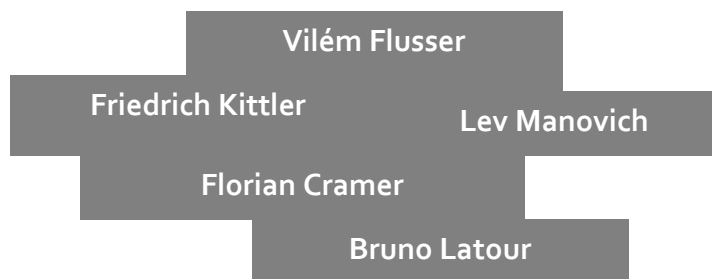 Vilém Flusser
Friedrich Kittler
Lev Manovich
Florian Cramer
Bruno Latour